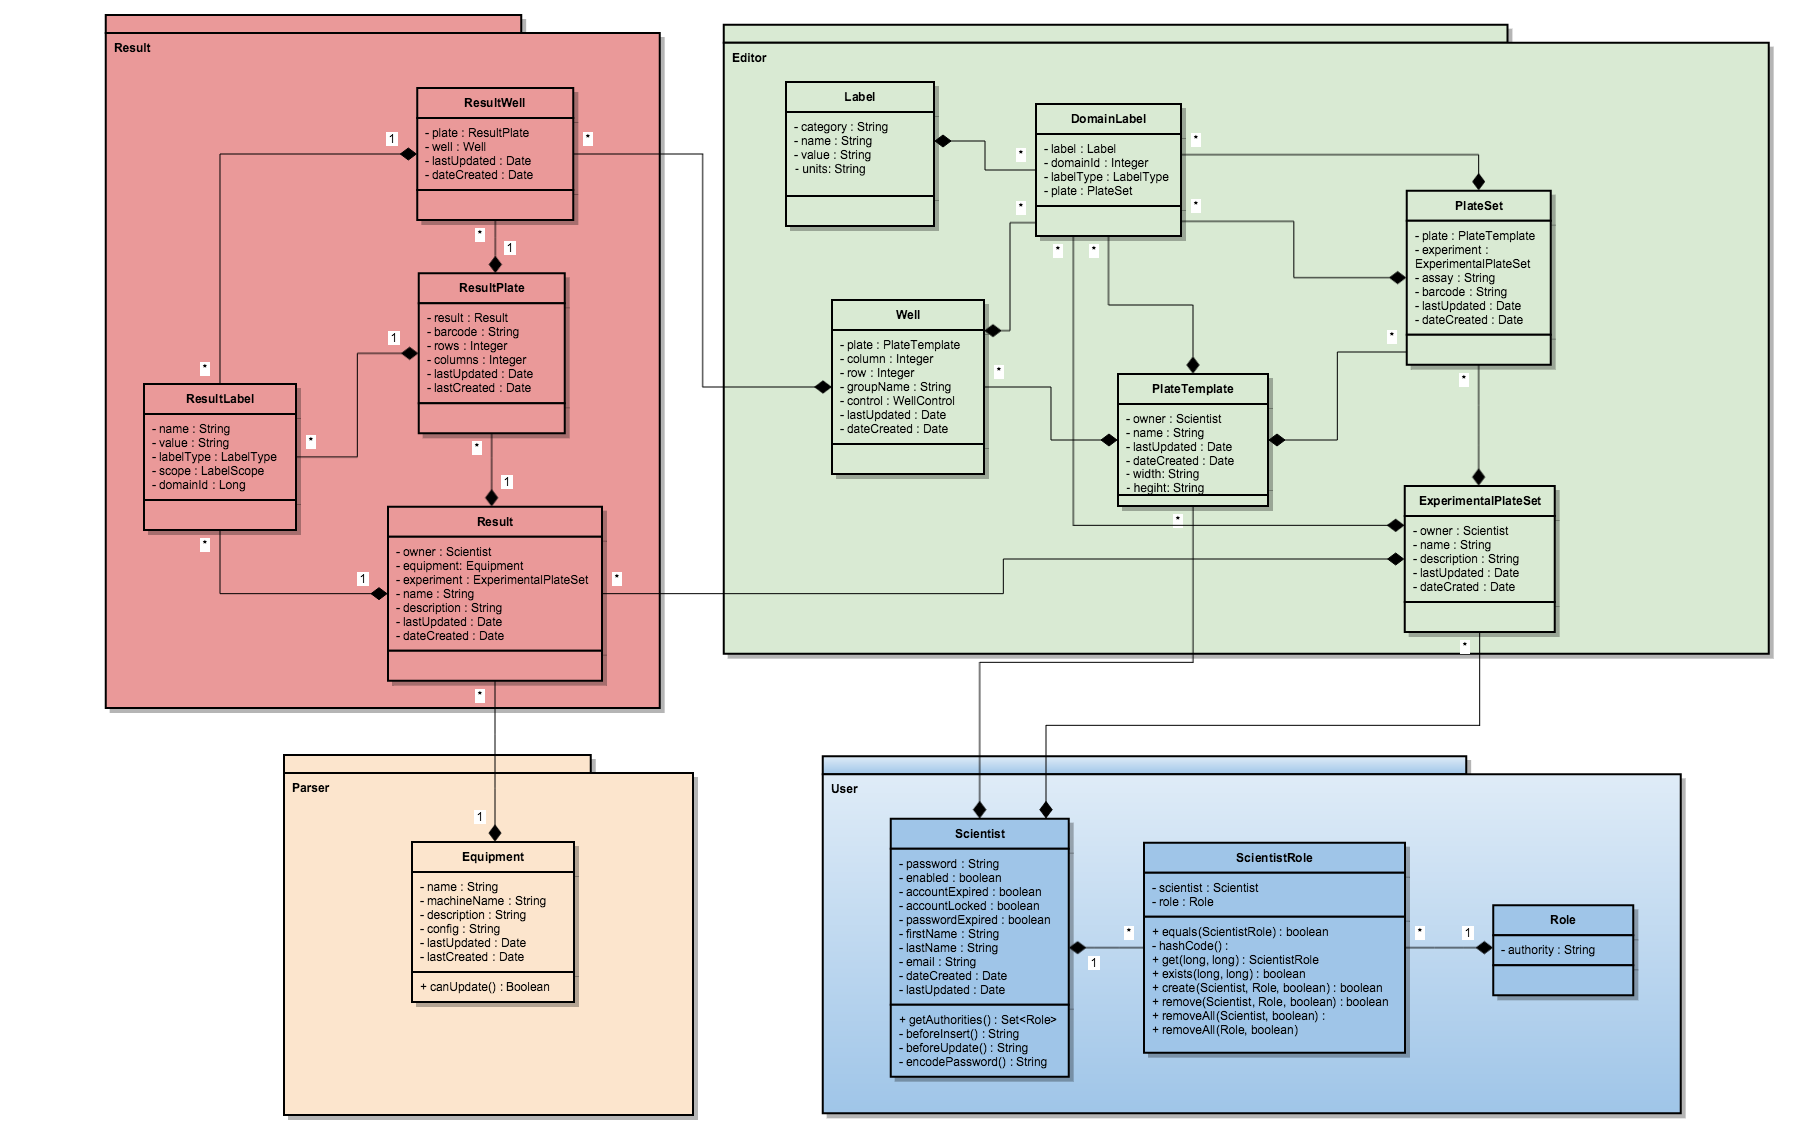 Result
ResultWell
- plate : ResultPlate
- well : Well
- lastUpdated : Date
- dateCreated : Date
1
*
*
1
ResultPlate
- result : Result
- barcode : String
- rows : Integer
- columns : Integer
- lastUpdated : Date
- lastCreated : Date
1
*
*
1
ResultLabel
- name : String
- value : String
- labelType : LabelType
- scope : LabelScope
- domainId : Long
*
*
1
Result
- owner : Scientist
- equipment: Equipment
- experiment : ExperimentalPlateSet
- name : String
- description : String
- lastUpdated : Date
- dateCreated : Date
*
*
Editor
Label
- category : String
- name : String
- value : String
- units: String
DomainLabel
- label : Label
- domainId : Integer
- labelType : LabelType
- plate : PlateSet
*
*
*
*
*
*
PlateSet
- plate : PlateTemplate
- experiment :
ExperimentalPlateSet
- assay : String
- barcode : String
- lastUpdated : Date
- dateCreated : Date
*
*
Well
- plate : PlateTemplate
- column : Integer
- row : Integer
- groupName : String
- control : WellControl
- lastUpdated : Date
- dateCreated : Date
*
PlateTemplate
- owner : Scientist
- name : String
- lastUpdated : Date
- dateCreated : Date
- width: String
- hegiht: String
*
ExperimentalPlateSet
- owner : Scientist
- name : String
- description : String
- lastUpdated : Date
- dateCrated : Date
*
Parser
1
Equipment
- name : String
- machineName : String
- description : String
- config : String
- lastUpdated : Date
- lastCreated : Date
+ canUpdate() : Boolean
User
Scientist
- password : String
- enabled : boolean
- accountExpired : boolean
- accountLocked : boolean
- passwordExpired : boolean
- firstName : String
- lastName : String
- email : String
- dateCreated : Date
- lastUpdated : Date
+ getAuthorities() : Set<Role>
- beforeInsert() : String
- beforeUpdate() : String
- encodePassword() : String
*
1
ScientistRole
- scientist : Scientist
- role : Role
+ equals(ScientistRole) : boolean
- hashCode() :
+ get(long, long) : ScientistRole
+ exists(long, long) : boolean
+ create(Scientist, Role, boolean) : boolean
+ remove(Scientist, Role, boolean) : boolean
+ removeAll(Scientist, boolean) :
+ removeAll(Role, boolean)
*
1
Role
- authority : String